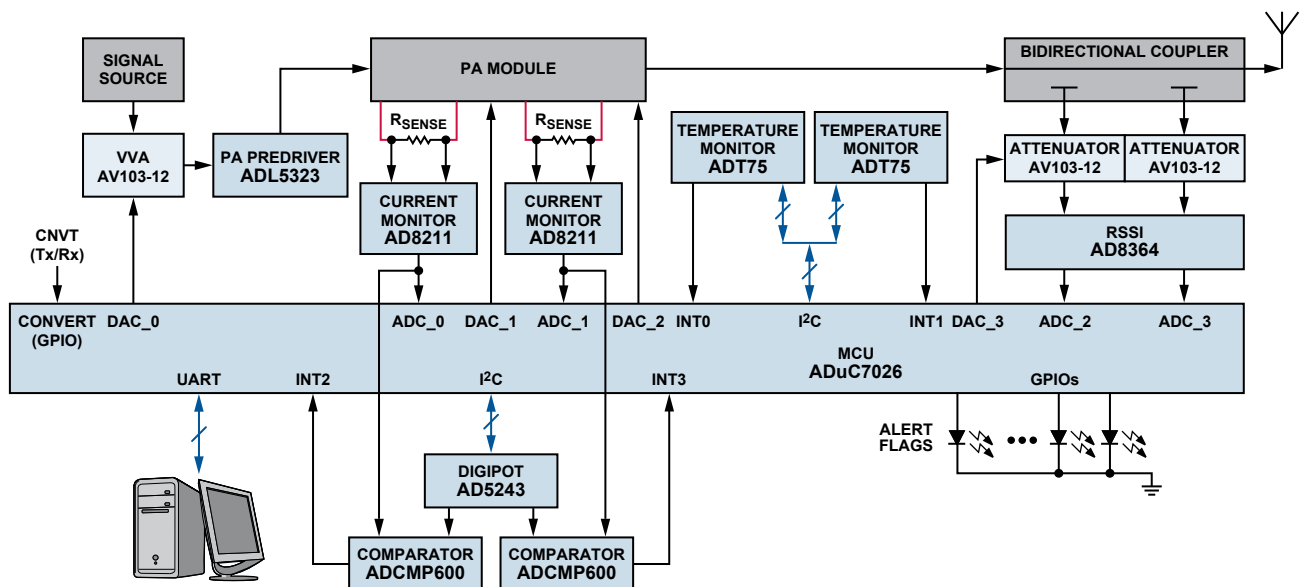 SIGNAL
SOURCE
PA MODULE
BIDIRECTIONAL COUPLER
RSENSE
RSENSE
VVA
AV103-12
PA PREDRIVER
ADL5323
TEMPERATURE
MONITOR
ADT75
TEMPERATURE
MONITOR
ADT75
ATTENUATOR
AV103-12
ATTENUATOR
AV103-12
CURRENT
MONITOR
AD8211
CURRENT
MONITOR
AD8211
RSSI
AD8364
CNVT
(Tx/Rx)
CONVERT
(GPIO)
DAC_0
ADC_0
DAC_1
ADC_1
DAC_2
INT0
I2C
INT1
DAC_3
ADC_2
ADC_3
MCU
ADuC7026
UART
INT2
I2C
INT3
GPIOs
ALERT
FLAGS
DIGIPOT
AD5243
COMPARATOR
ADCMP600
COMPARATOR
ADCMP600